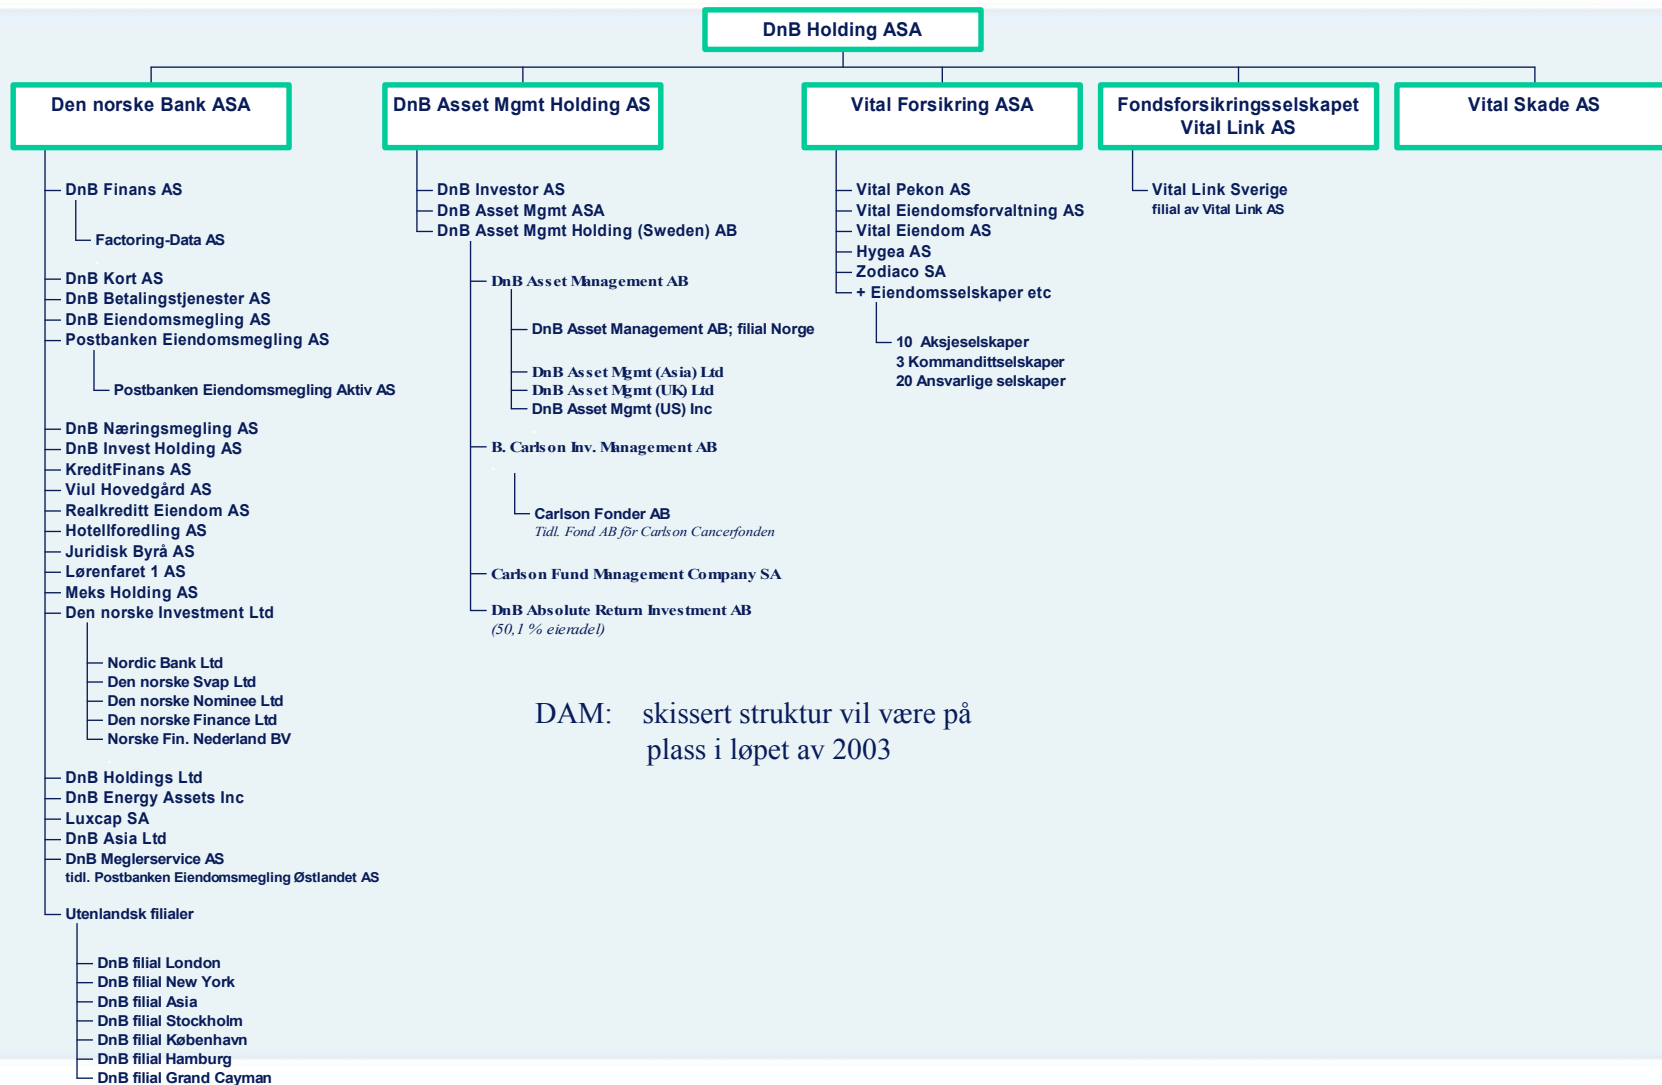 DnB Holding ASA
Den norske Bank ASA
DnB Finans AS
Factoring-Data AS
DnB Kort AS
DnB Betalingstjenester AS
DnB Eiendomsmegling AS
Postbanken Eiendomsmegling AS
Postbanken Eiendomsmegling Aktiv AS
DnB Næringsmegling AS
DnB Invest Holding AS
KreditFinans AS
Viul Hovedgård AS
Realkreditt Eiendom AS
Hotellforedling AS
Juridisk Byrå AS
Lørenfaret 1 AS
Meks Holding AS
Den norske Investment Ltd
Nordic Bank Ltd
Den norske Svap Ltd
Den norske Nominee Ltd
Den norske Finance Ltd
Norske Fin. Nederland BV
DnB Holdings Ltd
DnB Energy Assets Inc
Luxcap SA
DnB Asia Ltd
DnB Meglerservice AS
tidl. Postbanken Eiendomsmegling Østlandet AS
Utenlandsk filialer
DnB filial London
DnB filial New York
DnB filial Asia
DnB filial Stockholm
DnB filial København
DnB filial Hamburg
DnB filial Grand Cayman
DnB Asset Mgmt Holding AS
DnB Investor AS
DnB Asset Mgmt ASA
DnB Asset Mgmt Holding (Sweden) AB
DnB Asset Management AB
DnB Asset Management AB; filial Norge
DnB Asset Mgmt (Asia) Ltd
DnB Asset Mgmt (UK) Ltd
DnB Asset Mgmt (US) Inc
B. Carlson Inv. Management AB
Carlson Fonder AB
Tidl. Fond AB för Carlson Cancerfonden
Carlson Fund Management Company SA
DnB Absolute Return Investment AB
(50,1 % eieradel)
Vital Forsikring ASA
Vital Pekon AS
Vital Eiendomsforvaltning AS
Vital Eiendom AS
Hygea AS
Zodiaco SA
+ Eiendomsselskaper etc
10 Aksjeselskaper
3 Kommandittselskaper
20 Ansvarlige selskaper
Fondsforsikringsselskapet
Vital Link AS
Vital Link Sverige
filial av Vital Link AS
Vital Skade AS
DAM: skissert struktur vil være på
plass i løpet av 2003